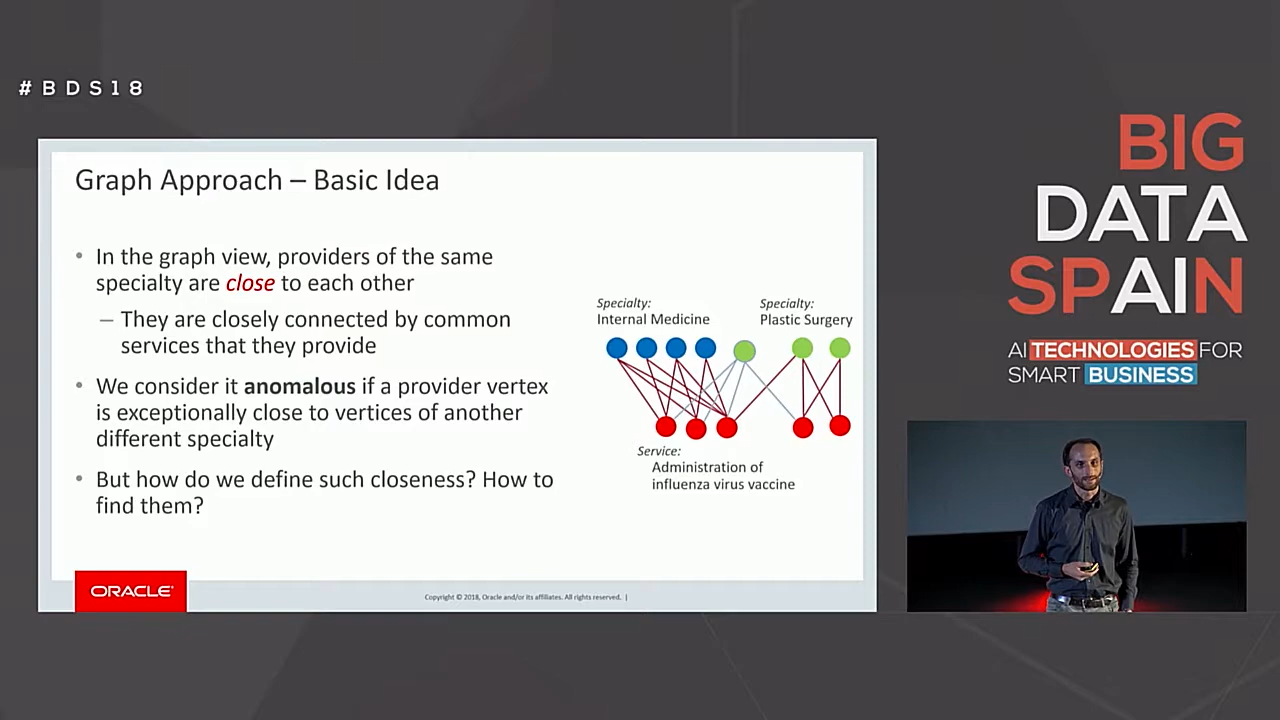 #BDS18
Graph Approach – Basic Idea
• In the graph view, providers of the same
specialty are close to each other
– They are closely connected by common
services that they provide
• We consider it anomalous if a provider vertex
is exceptionally close to vertices of another
different specialty
• But how do we define such closeness? How to
find them?
Specialty:
Internal Medicine
Specialty:
Plastic Surgery
Service:
Administration of
influenza virus vaccine
ORACLE®
Copyright © 2018, Oracle and/or its affiliates. All rights reserved. |
BIG
DATA
SPAIN
AI TECHNOLOGIES FOR
SMART BUSINESS